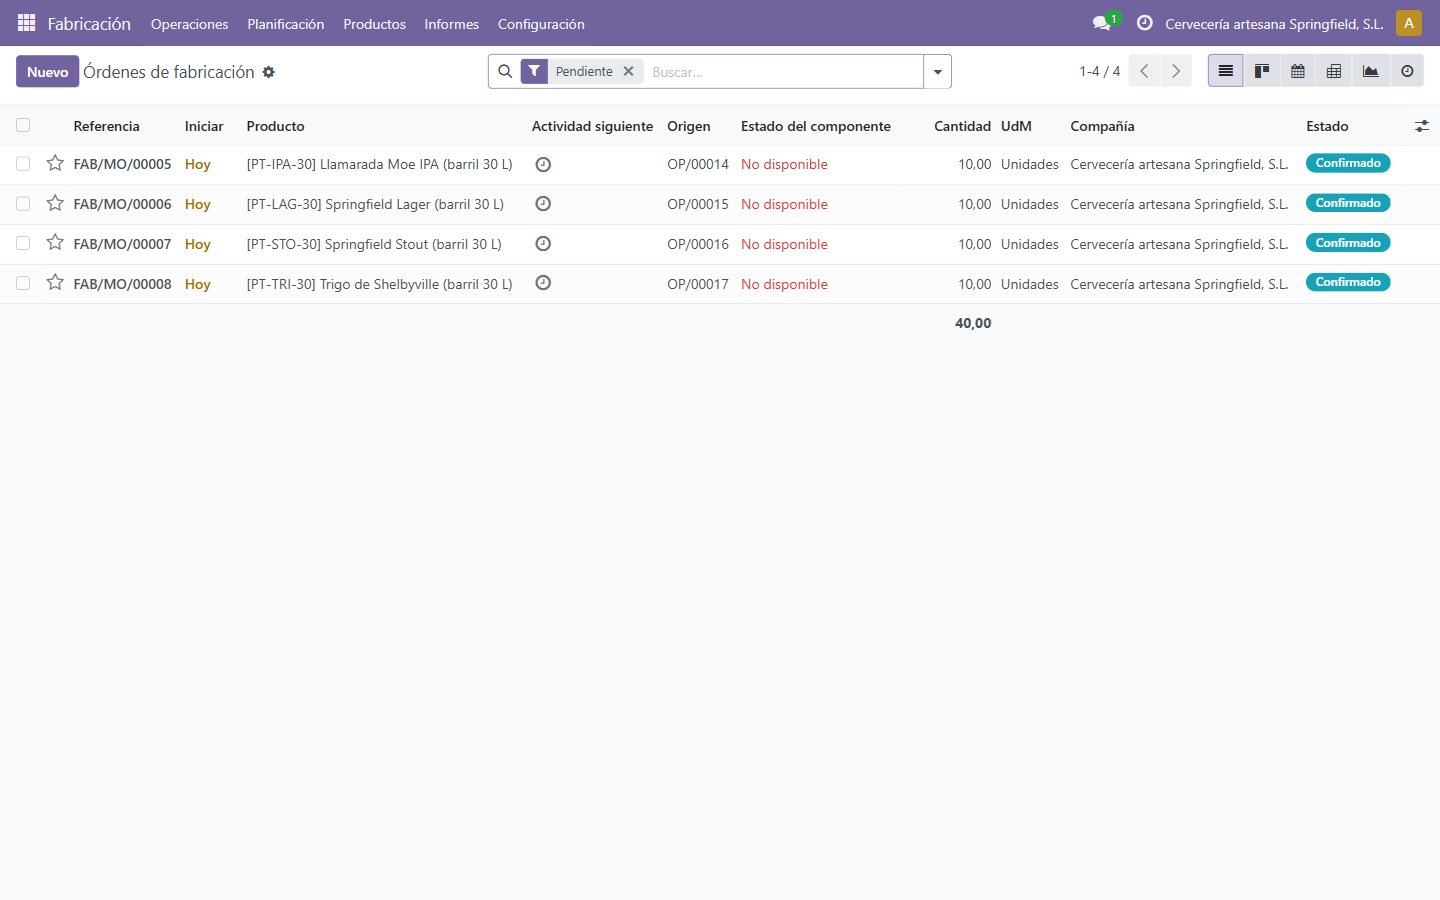 Fabricación Operaciones Planificación Productos Informes Configuración 1 Cervecería artesana Springfield, S.L. A
Nuevo Órdenes de fabricación Pendiente Buscar... 1-4 / 4
Referencia Iniciar Producto Actividad siguiente Origen Estado del componente Cantidad UdM Compañía Estado
FAB/MO/00005 Hoy [PT-IPA-30] Llamarada Moe IPA (barril 30 L) OP/00014 No disponible 10,00 Unidades Cervecería artesana Springfield, S.L. Confirmado
FAB/MO/00006 Hoy [PT-LAG-30] Springfield Lager (barril 30 L) OP/00015 No disponible 10,00 Unidades Cervecería artesana Springfield, S.L. Confirmado
FAB/MO/00007 Hoy [PT-STO-30] Springfield Stout (barril 30 L) OP/00016 No disponible 10,00 Unidades Cervecería artesana Springfield, S.L. Confirmado
FAB/MO/00008 Hoy [PT-TRI-30] Trigo de Shelbyville (barril 30 L) OP/00017 No disponible 10,00 Unidades Cervecería artesana Springfield, S.L. Confirmado
40,00